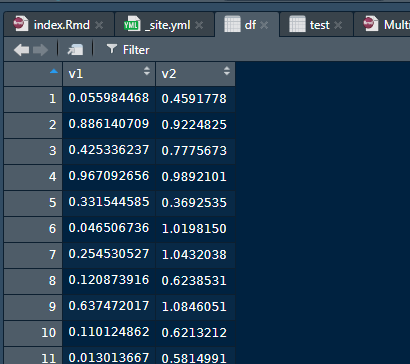 index.Rmd × _site.yml × df × test × Multi
Filter
v1 v2
1 0.055984468 0.4591778
2 0.886140709 0.9224825
3 0.425336237 0.7775673
4 0.967092656 0.9892101
5 0.331544585 0.3692535
6 0.046506736 1.0198150
7 0.254530527 1.0432038
8 0.120873916 0.6238531
9 0.637472017 1.0846051
10 0.110124862 0.6213212
11 0.013013667 0.5814991